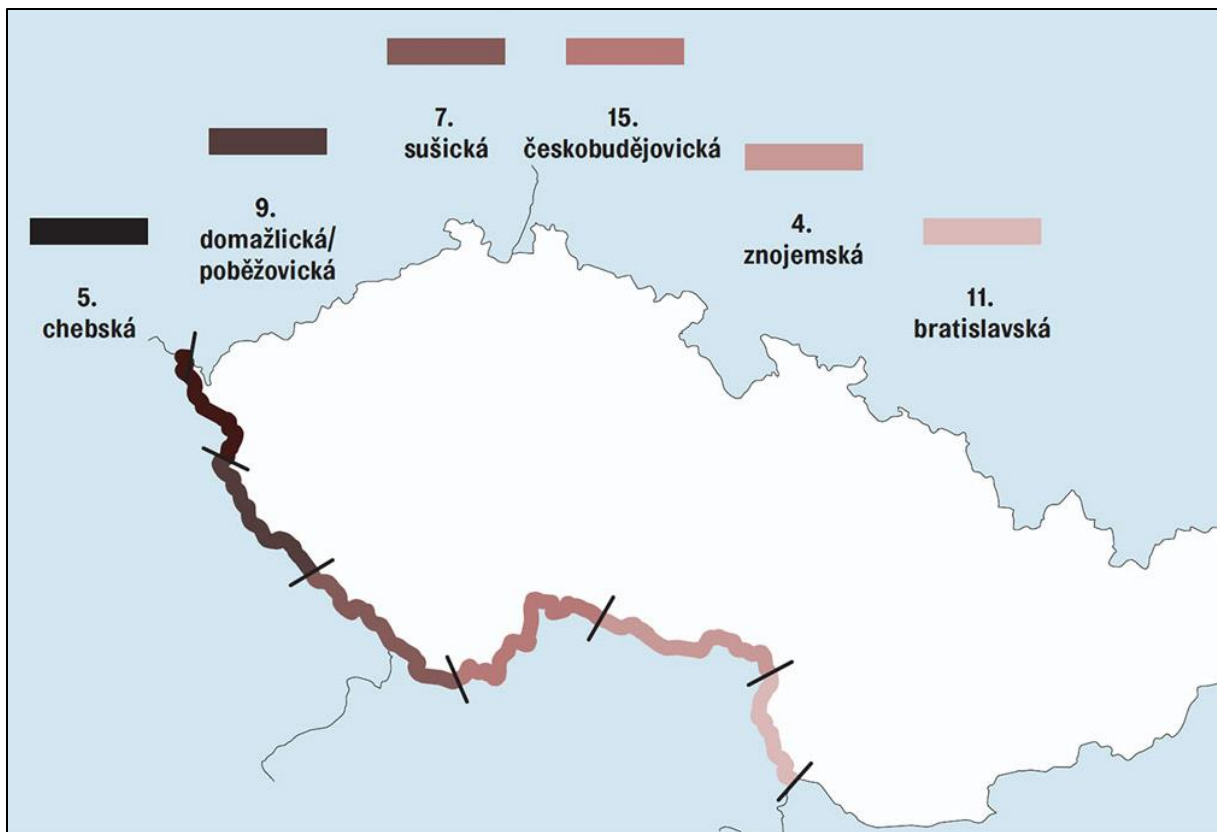 5.
chebská
9.
domažlická/
poběžovická
7.
sušická
15.
českobudějovická
4.
znojemská
11.
bratislavská